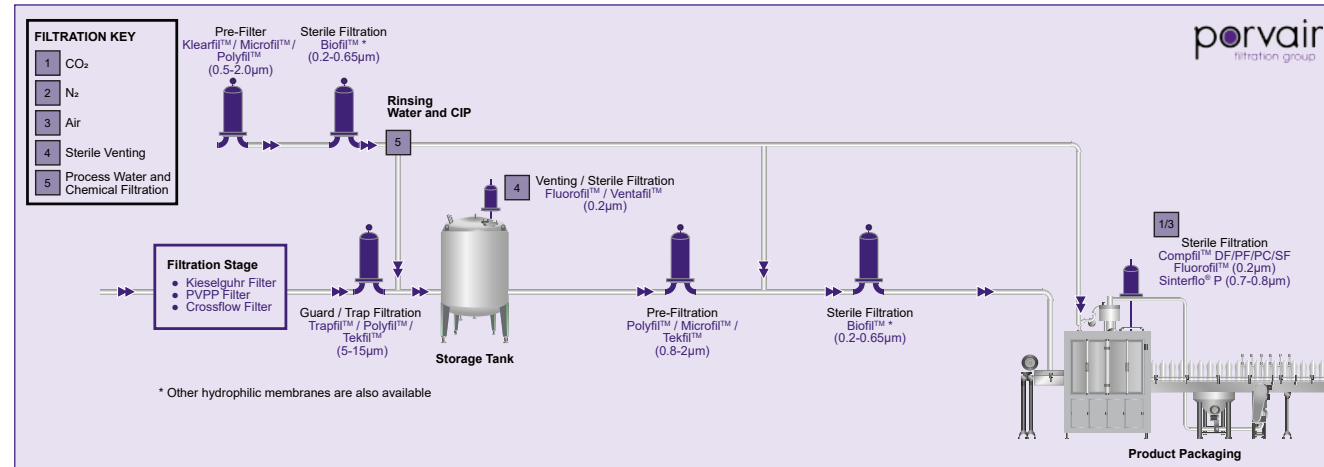 FILTRATION KEY
1 CO₂
2 N₂
3 Air
4 Sterile Venting
5 Process Water and
Chemical Filtration
Pre-Filter
Klearfil™ / Microfil™ /
Polyfil™
(0.5-2.0µm)
Sterile Filtration
Biofil™ *
(0.2-0.65µm)
porvair
filtration group
Rinsing
Water and CIP
5
4
Venting / Sterile Filtration
Fluorofil™ / Ventafil™
(0.2µm)
1/3
Sterile Filtration
Compfil™ DF/PF/PC/SF
Fluorofil™ (0.2µm)
Sinterflo® P (0.7-0.8µm)
Filtration Stage
● Kieselguhr Filter
● PVPP Filter
● Crossflow Filter
Guard / Trap Filtration
Trapfil™ / Polyfil™ /
Tekfil™
(5-15µm)
Storage Tank
Pre-Filtration
Polyfil™ / Microfil™ /
Tekfil™
(0.8-2µm)
Sterile Filtration
Biofil™ *
(0.2-0.65µm)
* Other hydrophilic membranes are also available
Product Packaging